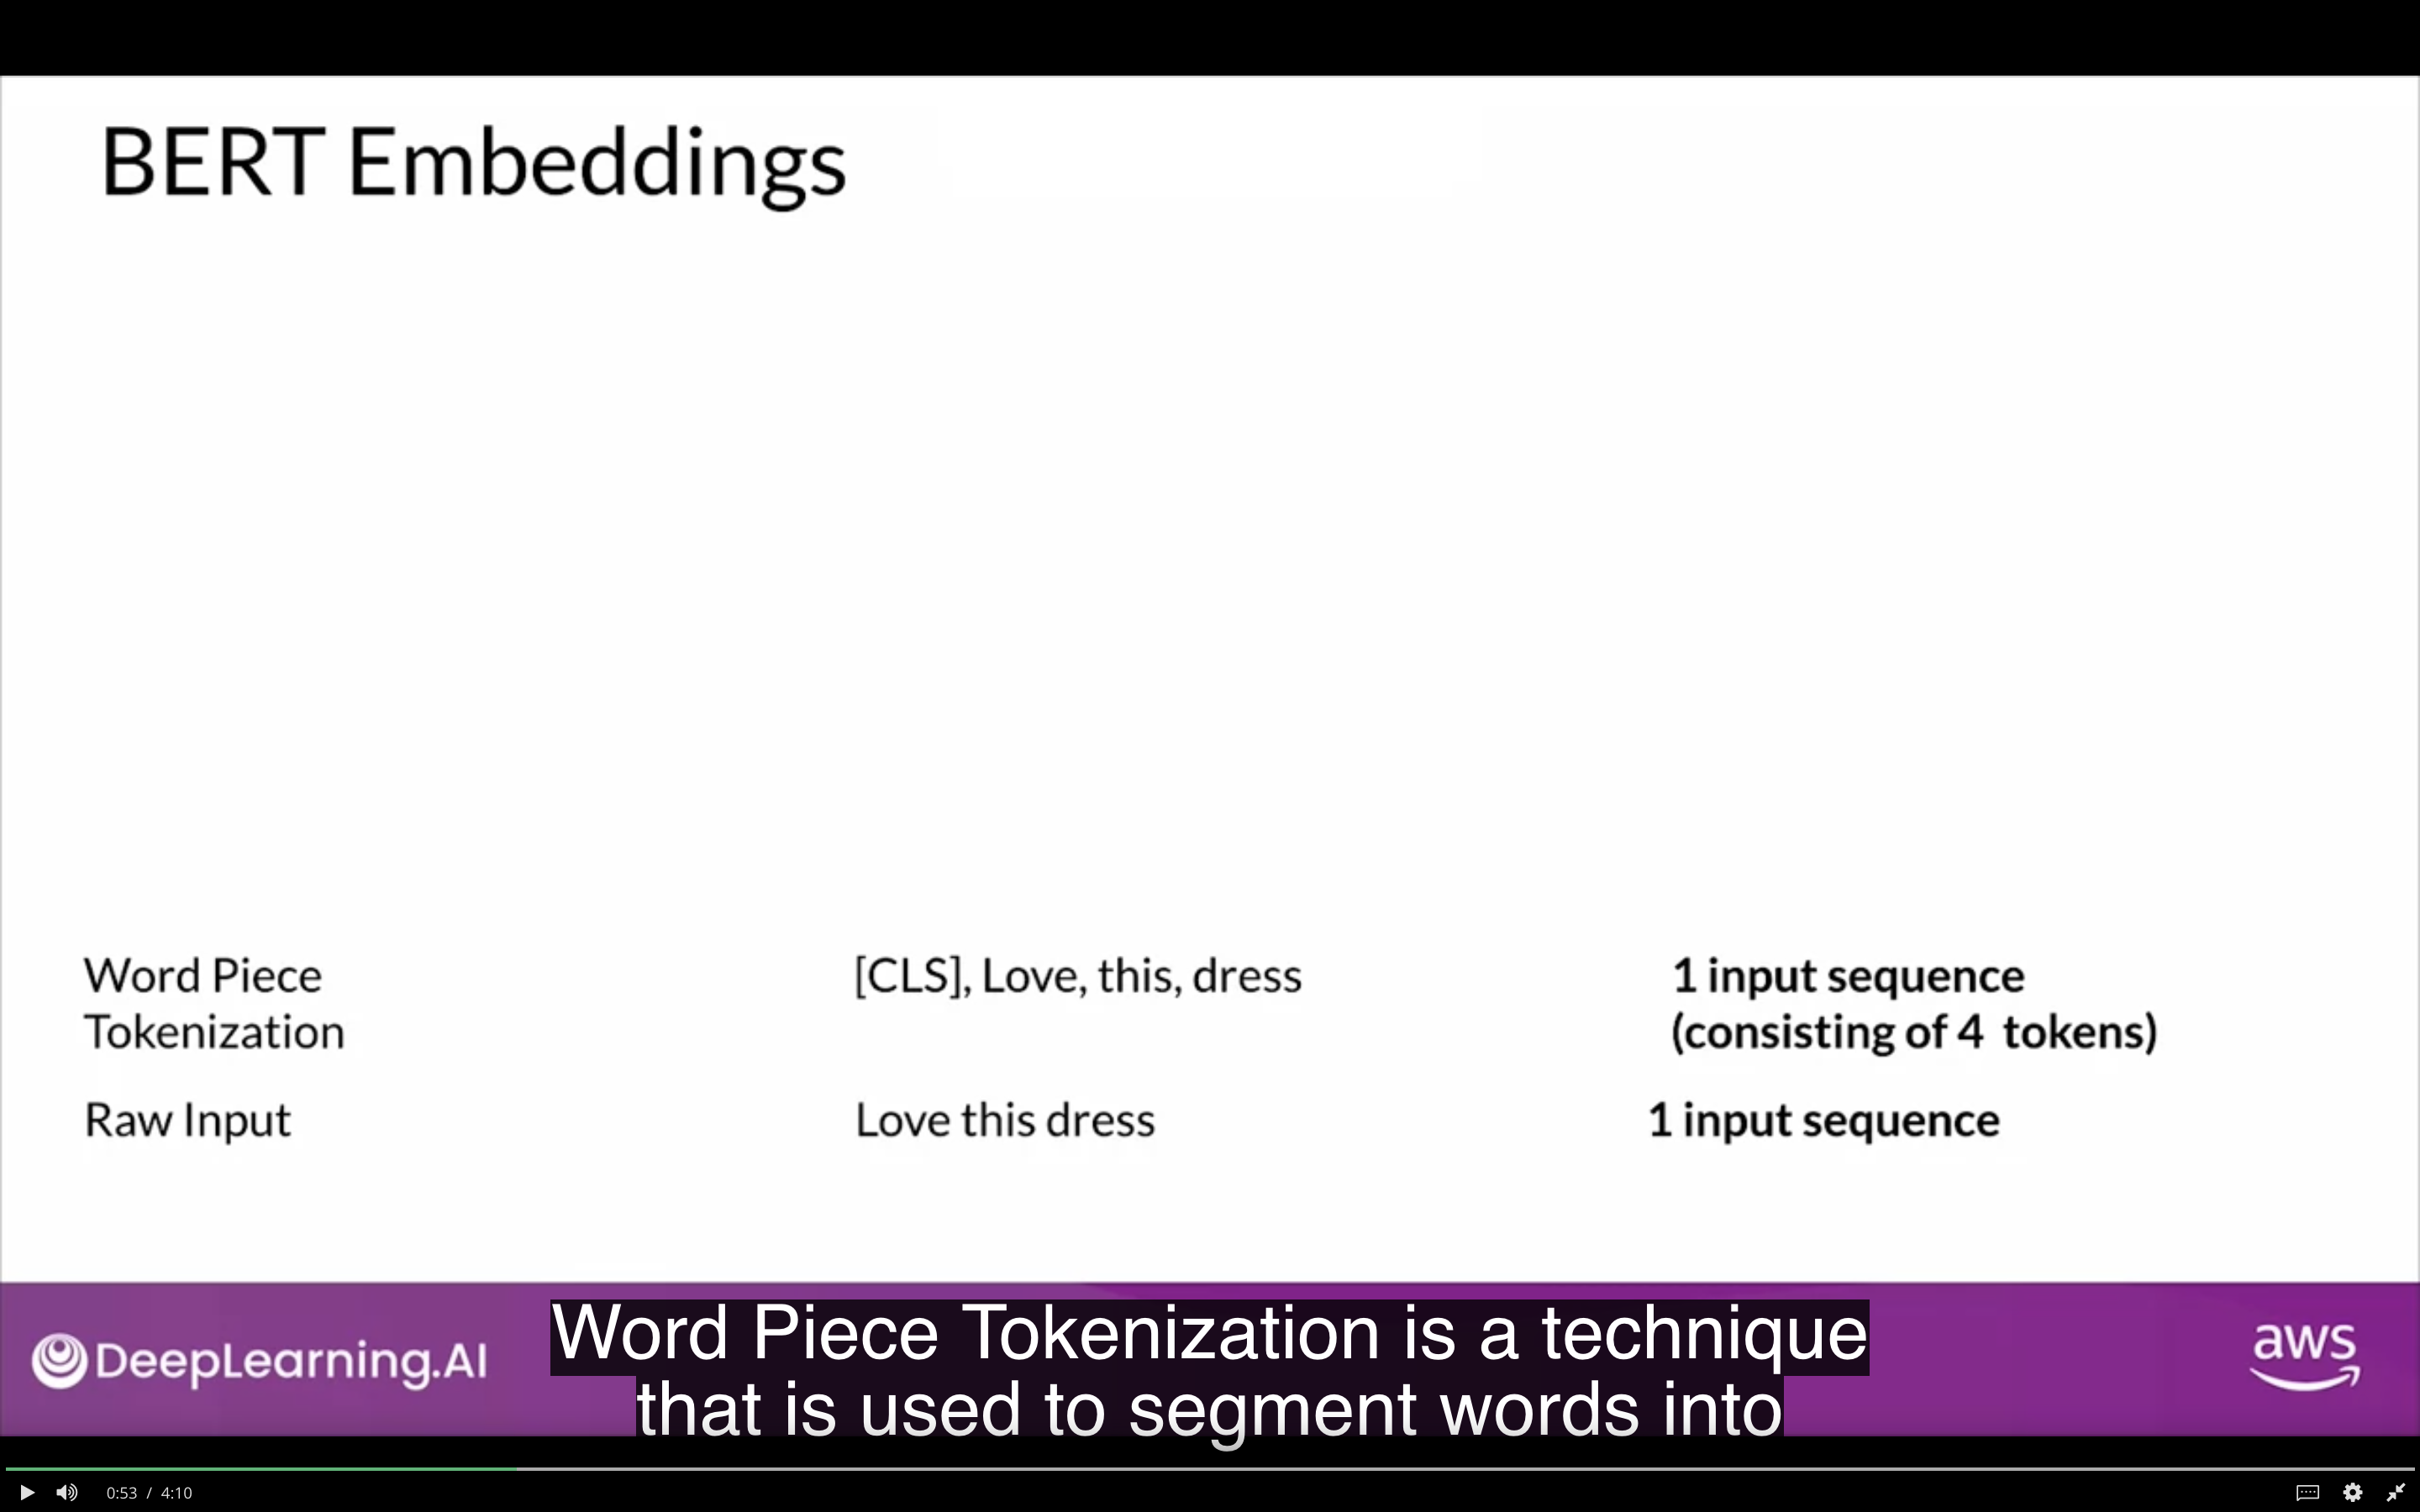 BERT Embeddings
Word Piece
Tokenization
[CLS], Love, this, dress
1 input sequence
(consisting of 4 tokens)
Raw Input
Love this dress
1 input sequence
DeepLearning.AI
Word Piece Tokenization is a technique
that is used to segment words into
aws
0:53 / 4:10